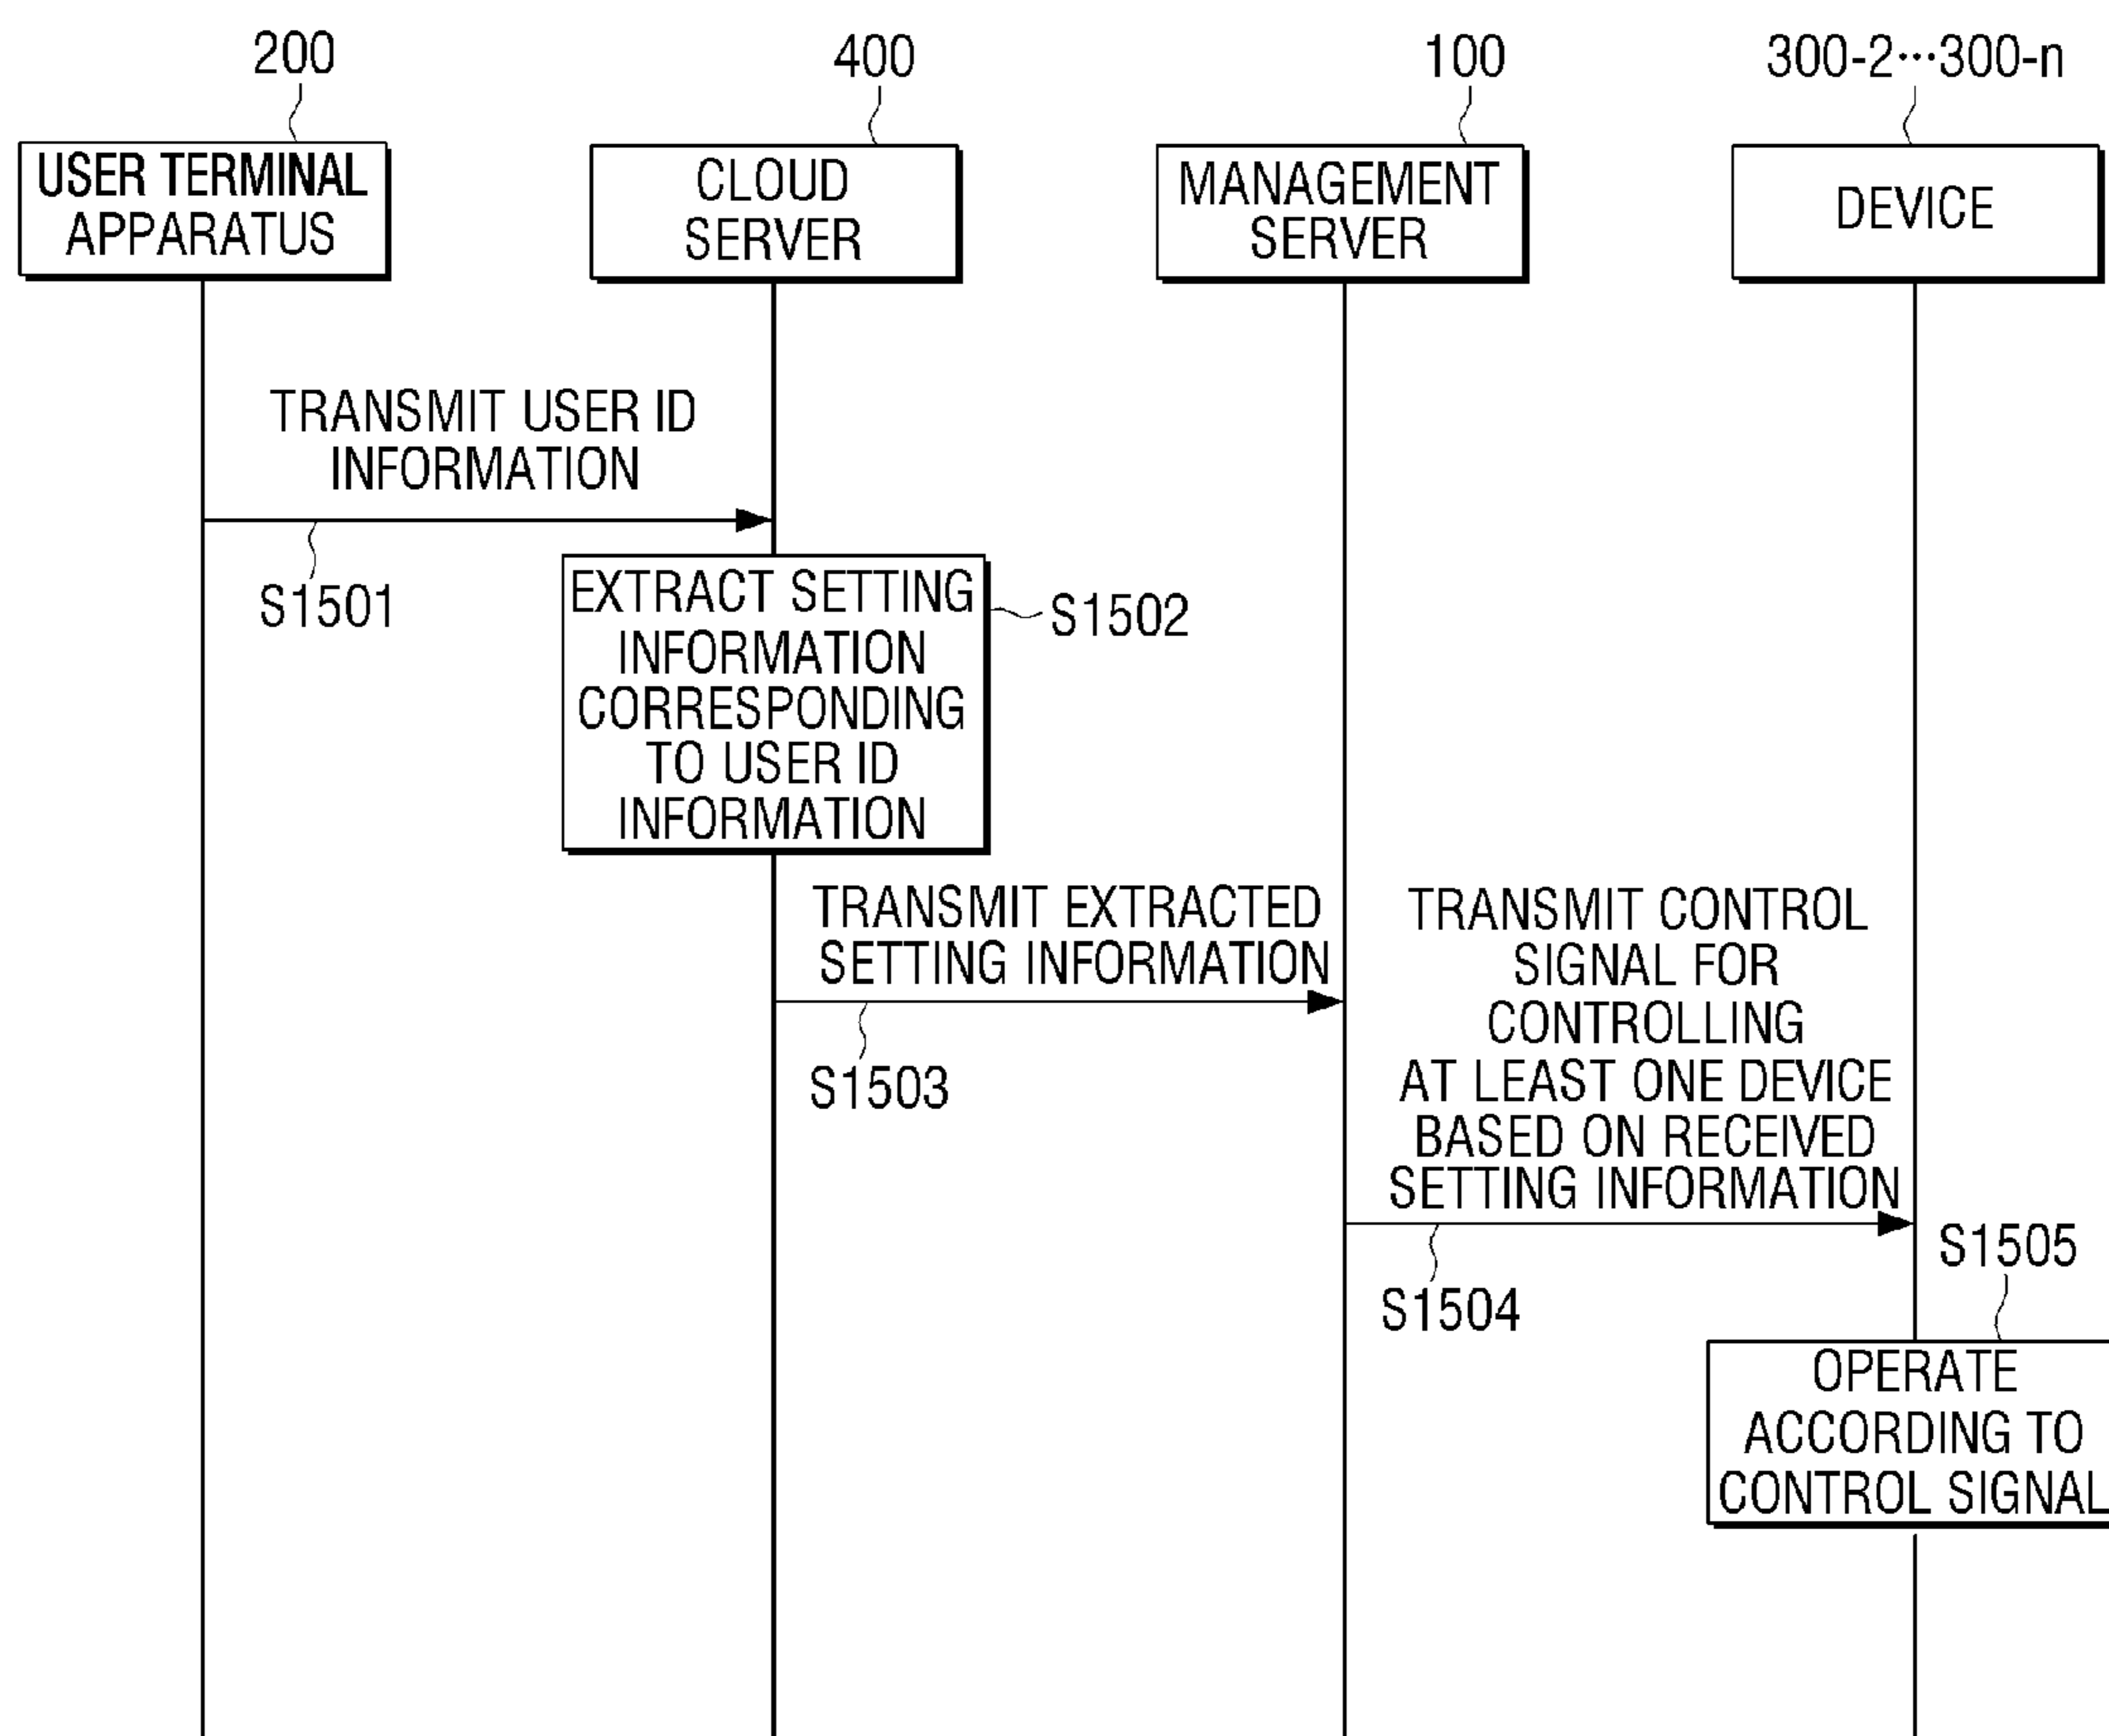 200
400
100
300-2···300-n
USER TERMINAL
APPARATUS
CLOUD
SERVER
MANAGEMENT
SERVER
DEVICE
TRANSMIT USER ID
INFORMATION
S1501
EXTRACT SETTING
INFORMATION
CORRESPONDING
TO USER ID
INFORMATION
S1502
TRANSMIT EXTRACTED
SETTING INFORMATION
S1503
TRANSMIT CONTROL
SIGNAL FOR
CONTROLLING
AT LEAST ONE DEVICE
BASED ON RECEIVED
SETTING INFORMATION
S1504
S1505
OPERATE
ACCORDING TO
CONTROL SIGNAL